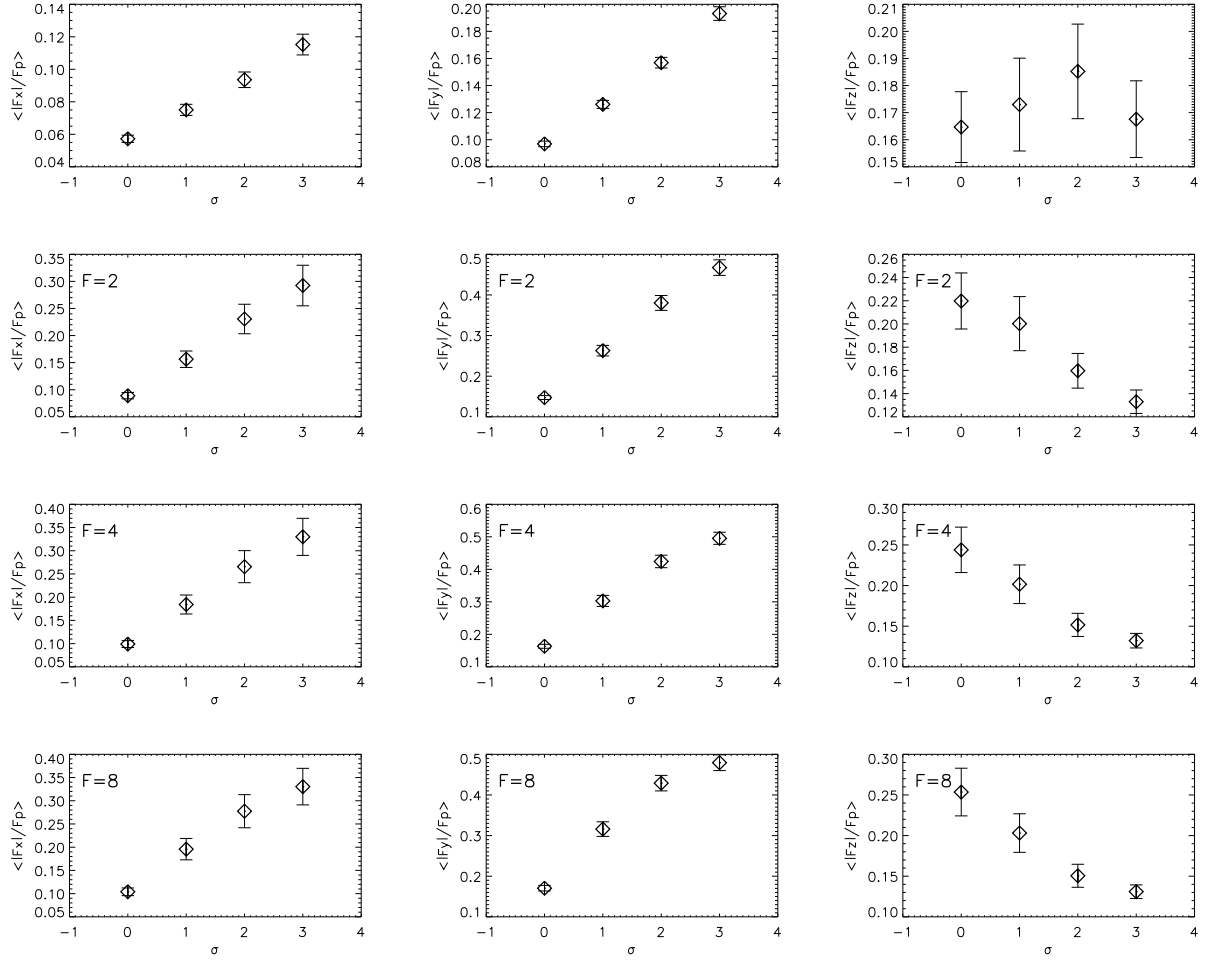 <|Fx|/Fp>
0.12
0.10
0.08
0.06
0.04
−1 0 1 2 3 4
σ
<|Fy|/Fp>
0.20
0.18
0.16
0.14
0.12
0.10
0.08
−1 0 1 2 3 4
σ
<|Fz|/Fp>
0.21
0.20
0.19
0.18
0.17
0.16
0.15
−1 0 1 2 3 4
σ
F=2
<|Fx|/Fp>
0.35
0.30
0.25
0.20
0.15
0.10
0.05
−1 0 1 2 3 4
σ
F=2
<|Fy|/Fp>
0.5
0.4
0.3
0.2
0.1
−1 0 1 2 3 4
σ
F=2
<|Fz|/Fp>
0.26
0.24
0.22
0.20
0.18
0.16
0.14
0.12
−1 0 1 2 3 4
σ
F=4
<|Fx|/Fp>
0.40
0.35
0.30
0.25
0.20
0.15
0.10
0.05
−1 0 1 2 3 4
σ
F=4
<|Fy|/Fp>
0.6
0.5
0.4
0.3
0.2
0.1
−1 0 1 2 3 4
σ
F=4
<|Fz|/Fp>
0.30
0.25
0.20
0.15
0.10
−1 0 1 2 3 4
σ
F=8
<|Fx|/Fp>
0.40
0.35
0.30
0.25
0.20
0.15
0.10
0.05
−1 0 1 2 3 4
σ
F=8
<|Fy|/Fp>
0.5
0.4
0.3
0.2
0.1
−1 0 1 2 3 4
σ
F=8
<|Fz|/Fp>
0.30
0.25
0.20
0.15
0.10
−1 0 1 2 3 4
σ